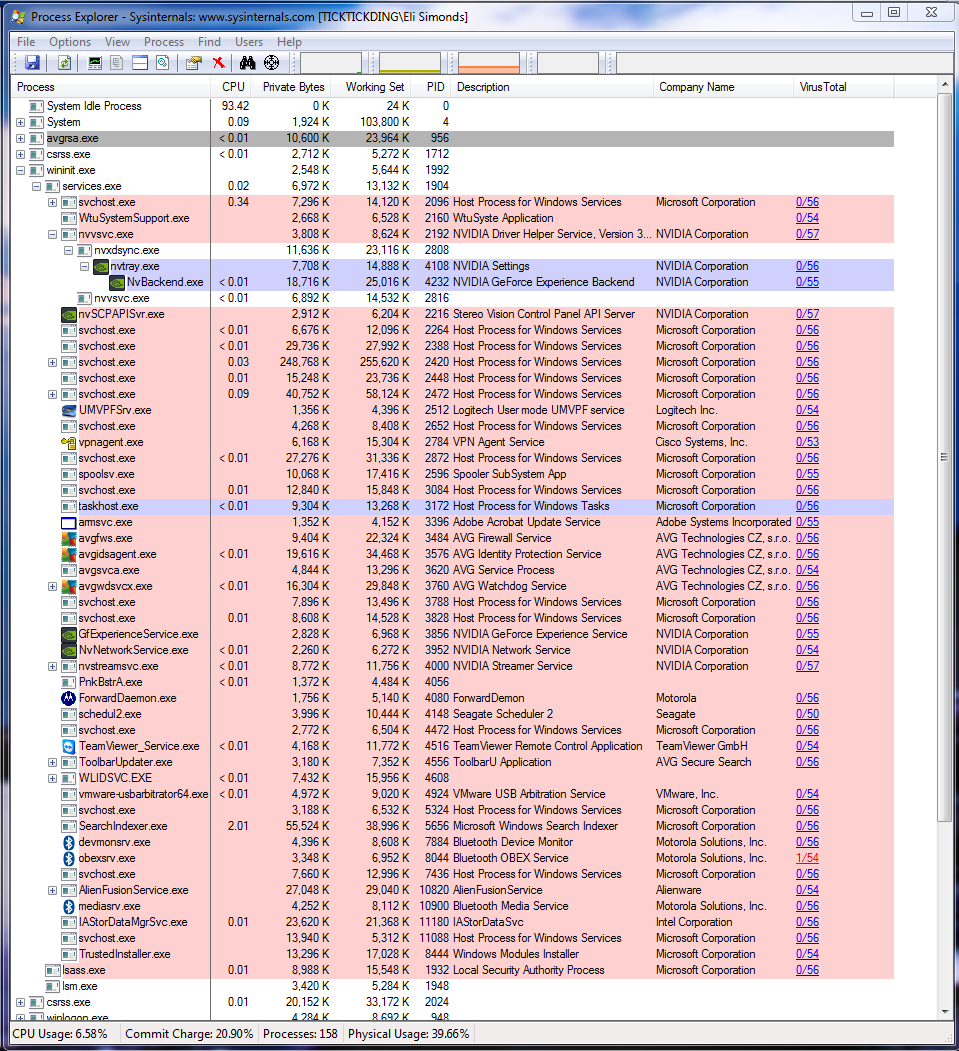 Process Explorer - Sysinternals: www.sysinternals.com [TICKTICKDING\Eli Simonds]
File Options View Process Find Users Help
Process CPU Private Bytes Working Set PID Description Company Name VirusTotal
System Idle Process 93.42 0 K 24 K 0
System 0.09 1,924 K 103,800 K 4
avgrsa.exe < 0.01 10,600 K 23,964 K 956
csrss.exe < 0.01 2,712 K 5,272 K 1712
wininit.exe 2,548 K 5,644 K 1992
services.exe 0.02 6,972 K 13,132 K 1904
svchost.exe 0.34 7,296 K 14,120 K 2096 Host Process for Windows Services Microsoft Corporation 0/56
WtuSystemSupport.exe 2,668 K 6,528 K 2160 WtuSyste Application 0/54
nvvsvc.exe 3,808 K 8,624 K 2192 NVIDIA Driver Helper Service, Version 3... NVIDIA Corporation 0/57
nvxdsync.exe 11,636 K 23,116 K 2808
nvtray.exe 7,708 K 14,888 K 4108 NVIDIA Settings NVIDIA Corporation 0/56
NvBackend.exe < 0.01 18,716 K 25,016 K 4232 NVIDIA GeForce Experience Backend NVIDIA Corporation 0/55
nvvsvc.exe < 0.01 6,892 K 14,532 K 2816
nvSCPAPISvr.exe 2,912 K 6,204 K 2216 Stereo Vision Control Panel API Server NVIDIA Corporation 0/57
svchost.exe < 0.01 6,676 K 12,096 K 2264 Host Process for Windows Services Microsoft Corporation 0/56
svchost.exe < 0.01 29,736 K 27,992 K 2388 Host Process for Windows Services Microsoft Corporation 0/56
svchost.exe 0.03 248,768 K 255,620 K 2420 Host Process for Windows Services Microsoft Corporation 0/56
svchost.exe 0.01 15,248 K 23,736 K 2448 Host Process for Windows Services Microsoft Corporation 0/56
svchost.exe 0.09 40,752 K 58,124 K 2472 Host Process for Windows Services Microsoft Corporation 0/56
UMVPFSrv.exe 1,356 K 4,396 K 2512 Logitech User mode UMVPF service Logitech Inc. 0/54
svchost.exe 4,268 K 8,408 K 2652 Host Process for Windows Services Microsoft Corporation 0/56
vpnagent.exe 6,168 K 15,304 K 2784 VPN Agent Service Cisco Systems, Inc. 0/53
svchost.exe < 0.01 27,276 K 31,336 K 2872 Host Process for Windows Services Microsoft Corporation 0/56
spoolsv.exe 10,068 K 17,416 K 2596 Spooler SubSystem App Microsoft Corporation 0/55
svchost.exe 0.01 12,840 K 15,848 K 3084 Host Process for Windows Services Microsoft Corporation 0/56
taskhost.exe < 0.01 9,304 K 13,268 K 3172 Host Process for Windows Tasks Microsoft Corporation 0/56
armsvc.exe 1,352 K 4,152 K 3396 Adobe Acrobat Update Service Adobe Systems Incorporated 0/55
avgfws.exe 9,404 K 22,324 K 3484 AVG Firewall Service AVG Technologies CZ, s.r.o. 0/56
avgidsagent.exe < 0.01 19,616 K 34,468 K 3576 AVG Identity Protection Service AVG Technologies CZ, s.r.o. 0/56
avgsvca.exe 4,844 K 13,296 K 3620 AVG Service Process AVG Technologies CZ, s.r.o. 0/54
avgwdsvcx.exe < 0.01 16,304 K 29,848 K 3760 AVG Watchdog Service AVG Technologies CZ, s.r.o. 0/56
svchost.exe 7,896 K 13,496 K 3788 Host Process for Windows Services Microsoft Corporation 0/56
svchost.exe 0.01 8,608 K 14,528 K 3828 Host Process for Windows Services Microsoft Corporation 0/56
GfExperienceService.exe 2,828 K 6,968 K 3856 NVIDIA GeForce Experience Service NVIDIA Corporation 0/55
NvNetworkService.exe < 0.01 2,260 K 6,272 K 3952 NVIDIA Network Service NVIDIA Corporation 0/54
nvstreamsvc.exe < 0.01 8,772 K 11,756 K 4000 NVIDIA Streamer Service NVIDIA Corporation 0/57
PnkBstrA.exe < 0.01 1,372 K 4,484 K 4056
ForwardDaemon.exe 1,756 K 5,140 K 4080 ForwardDemon Motorola 0/56
schedul2.exe 3,996 K 10,444 K 4148 Seagate Scheduler 2 Seagate 0/50
svchost.exe 2,772 K 6,504 K 4472 Host Process for Windows Services Microsoft Corporation 0/56
TeamViewer_Service.exe < 0.01 4,168 K 11,772 K 4516 TeamViewer Remote Control Application TeamViewer GmbH 0/54
ToolbarUpdater.exe 3,180 K 7,352 K 4556 ToolbarU Application AVG Secure Search 0/56
WLIDSVC.EXE < 0.01 7,432 K 15,956 K 4608
vmware-usbarbitrator64.exe < 0.01 4,972 K 9,020 K 4924 VMware USB Arbitration Service VMware, Inc. 0/54
svchost.exe 3,188 K 6,532 K 5324 Host Process for Windows Services Microsoft Corporation 0/56
SearchIndexer.exe 2.01 55,524 K 38,996 K 5656 Microsoft Windows Search Indexer Microsoft Corporation 0/56
devmonsrv.exe 4,396 K 8,608 K 7884 Bluetooth Device Monitor Motorola Solutions, Inc. 0/56
obexsrv.exe 3,348 K 6,952 K 8044 Bluetooth OBEX Service Motorola Solutions, Inc. 1/54
svchost.exe 7,660 K 12,996 K 7436 Host Process for Windows Services Microsoft Corporation 0/56
AlienFusionService.exe 27,048 K 29,040 K 10820 AlienFusionService Alienware 0/54
mediasrv.exe 4,252 K 8,112 K 10900 Bluetooth Media Service Motorola Solutions, Inc. 0/56
IAStorDataMgrSvc.exe 0.01 23,620 K 21,368 K 11180 IAStorDataSvc Intel Corporation 0/56
svchost.exe 13,940 K 5,312 K 11088 Host Process for Windows Services Microsoft Corporation 0/56
TrustedInstaller.exe 13,296 K 17,028 K 8444 Windows Modules Installer Microsoft Corporation 0/54
lsass.exe 0.01 8,988 K 15,548 K 1932 Local Security Authority Process Microsoft Corporation 0/56
lsm.exe 3,420 K 5,284 K 1948
csrss.exe 0.01 20,152 K 33,172 K 2024
winlogon.exe 4,284 K 8,692 K 948
CPU Usage: 6.58% Commit Charge: 20.90% Processes: 158 Physical Usage: 39.66%